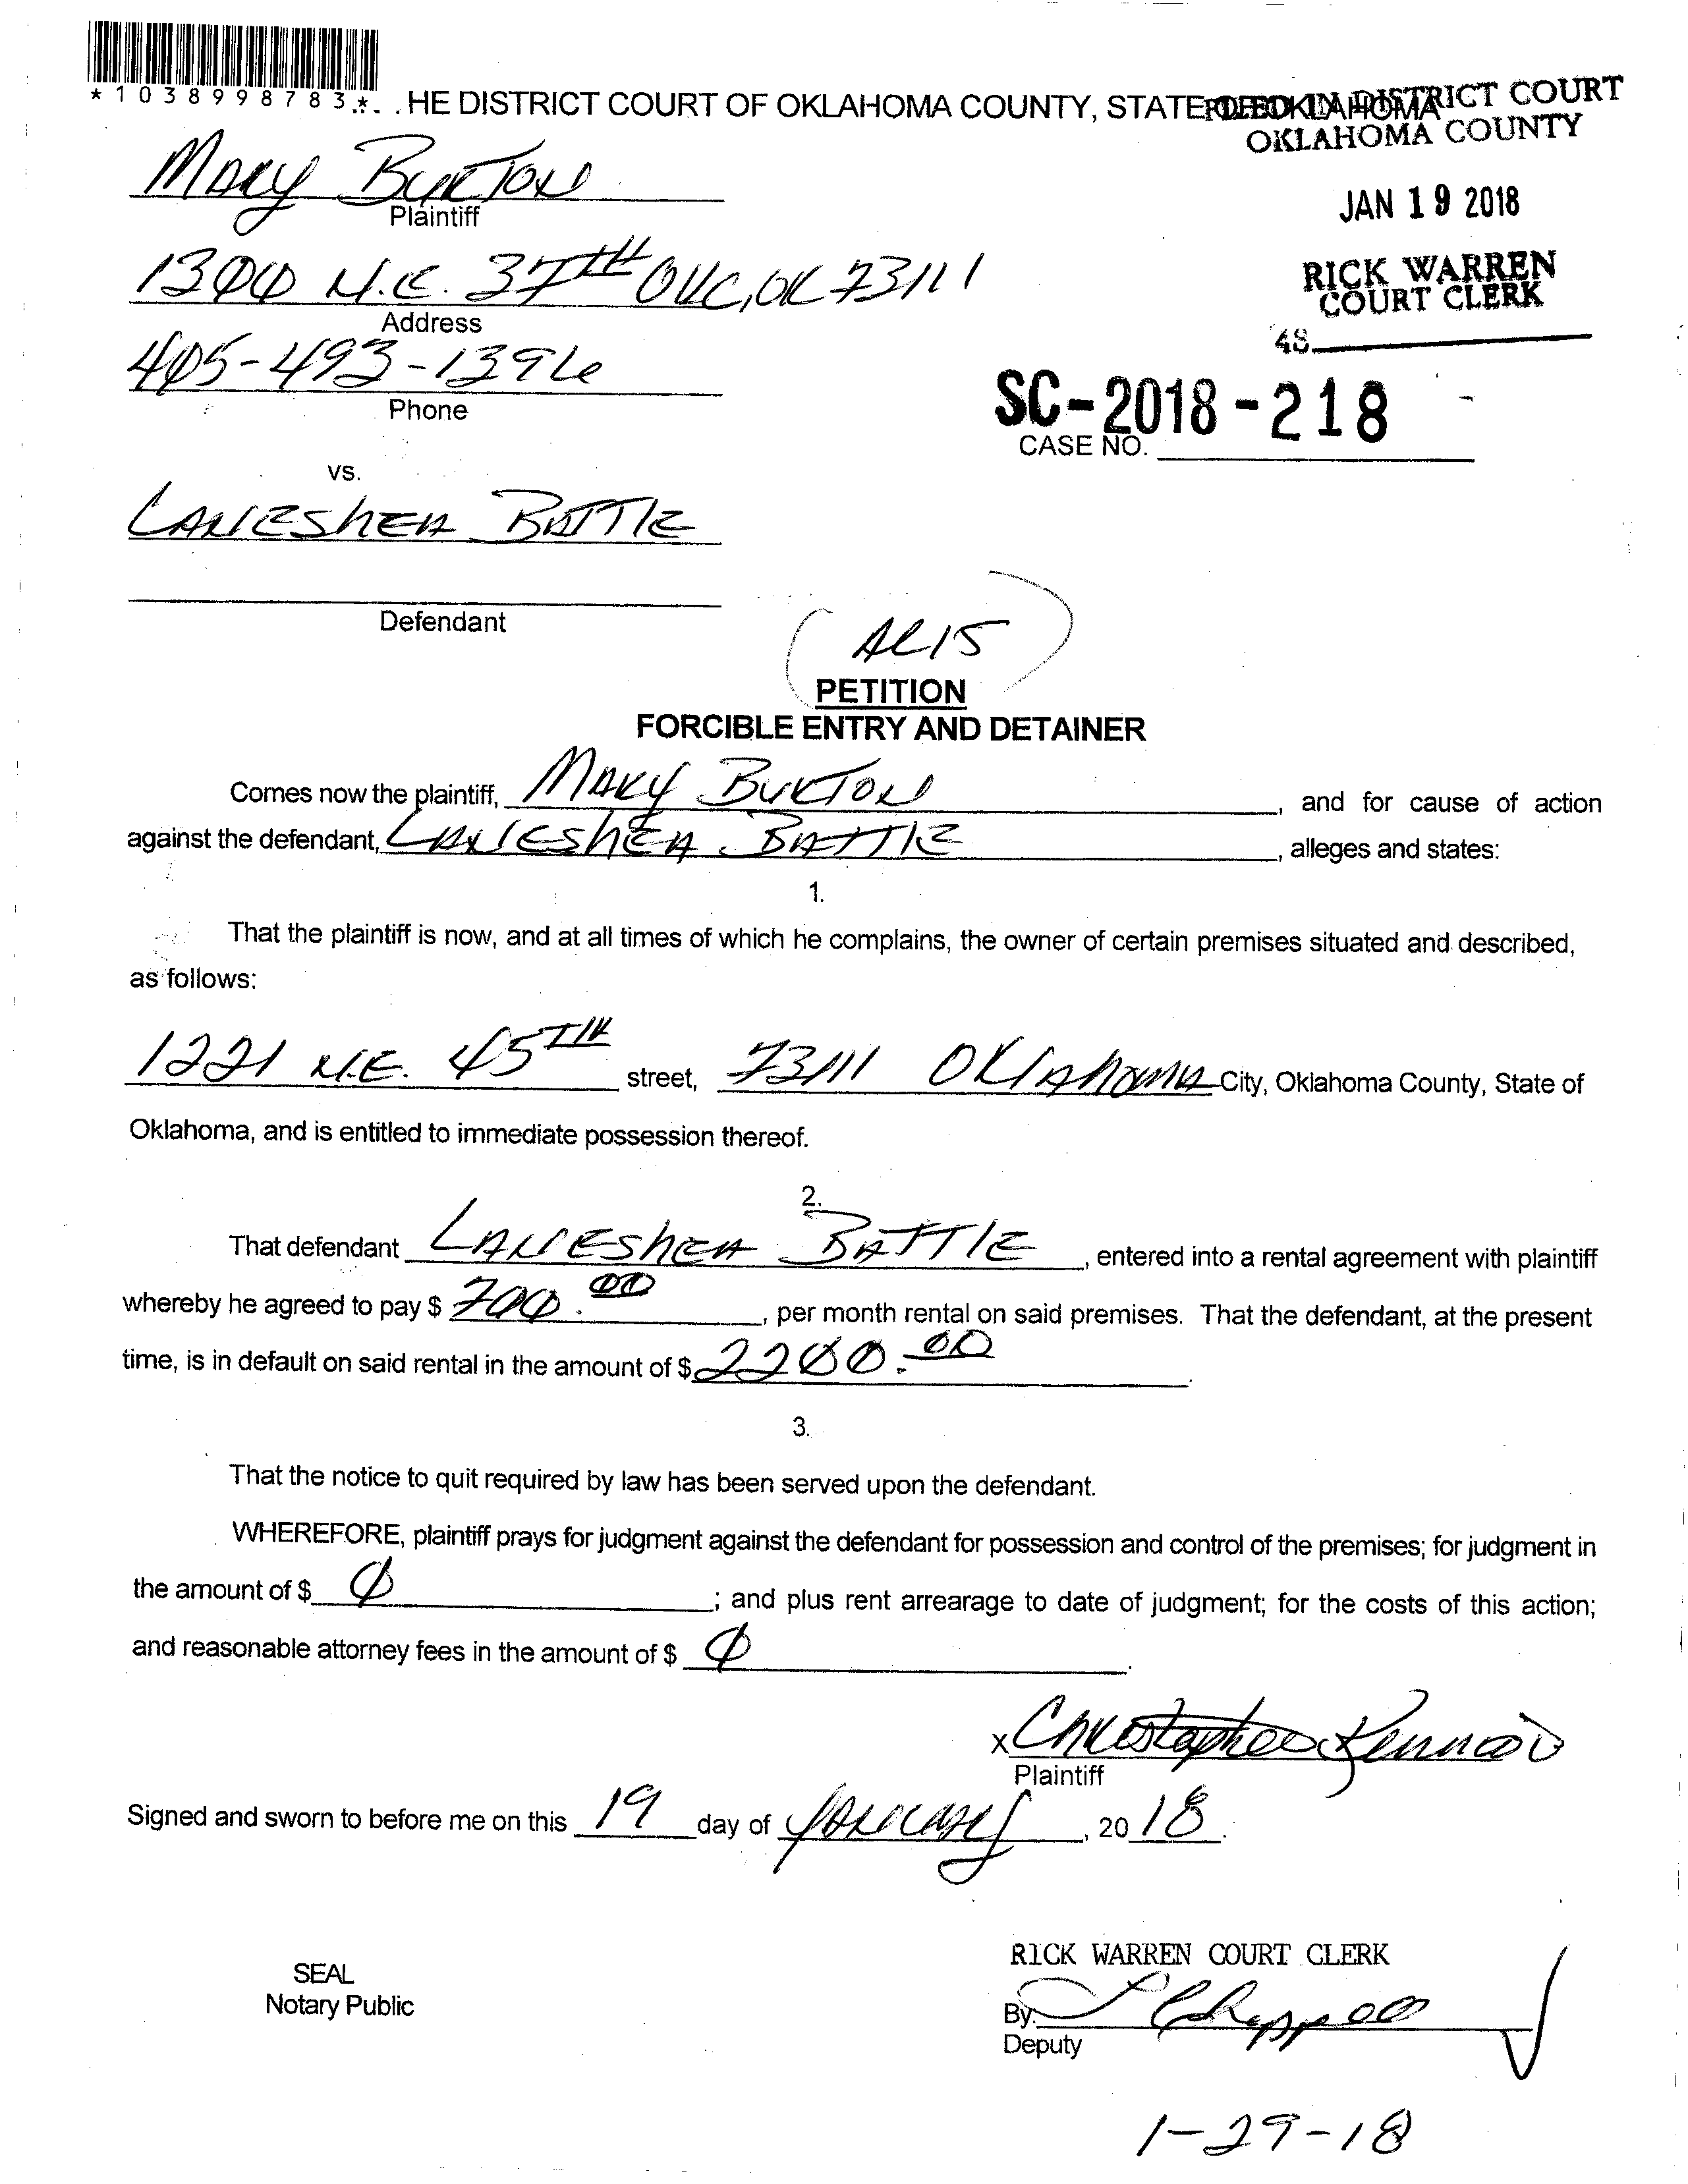 *1038998783*
HE DISTRICT COURT OF OKLAHOMA COUNTY, STATE OF OKLAHOMA
FILED IN DISTRICT COURT
OKLAHOMA COUNTY
JAN 19 2018
RICK WARREN
COURT CLERK
48
MARY BURTON
Plaintiff
1300 N.E. 37TH OKC, OK 73111
Address
405-493-1396
Phone
SC-2018-218
CASE NO.
vs.
LANESHEA BATTLE
Defendant
PETITION
FORCIBLE ENTRY AND DETAINER
Comes now the plaintiff, MARY BURTON, and for cause of action
against the defendant, LANESHEA BATTLE, alleges and states:
1.
That the plaintiff is now, and at all times of which he complains, the owner of certain premises situated and described,
as follows:
1221 N.E. 45TH street, 73111 OKlAhomA City, Oklahoma County, State of
Oklahoma, and is entitled to immediate possession thereof.
2.
That defendant LANESHEA BATTLE, entered into a rental agreement with plaintiff
whereby he agreed to pay $ 700.00, per month rental on said premises. That the defendant, at the present
time, is in default on said rental in the amount of $ 2200.00.
3.
That the notice to quit required by law has been served upon the defendant.
WHEREFORE, plaintiff prays for judgment against the defendant for possession and control of the premises; for judgment in
the amount of $ 0; and plus rent arrearage to date of judgment; for the costs of this action;
and reasonable attorney fees in the amount of $ 0.
x Christopher
Plaintiff
Signed and sworn to before me on this 19 day of January, 20 18.
SEAL
Notary Public
RICK WARREN COURT CLERK
By:
Deputy
1-29-18